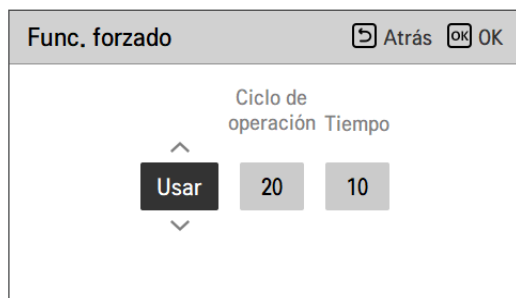 Func. forzado
Atrás OK OK
Ciclo de
operación Tiempo
Usar 20 10